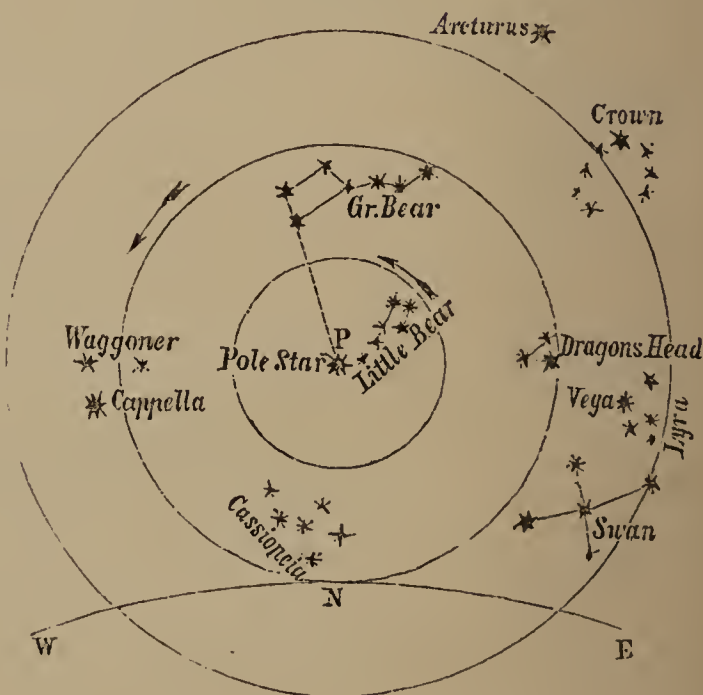 Arcturus
Crown
Gr. Bear
P
Waggoner
Pole Star
Little Bear
Dragons Head
Cappella
Vega
Lyra
Cassiopeia
Swan
N
W
E